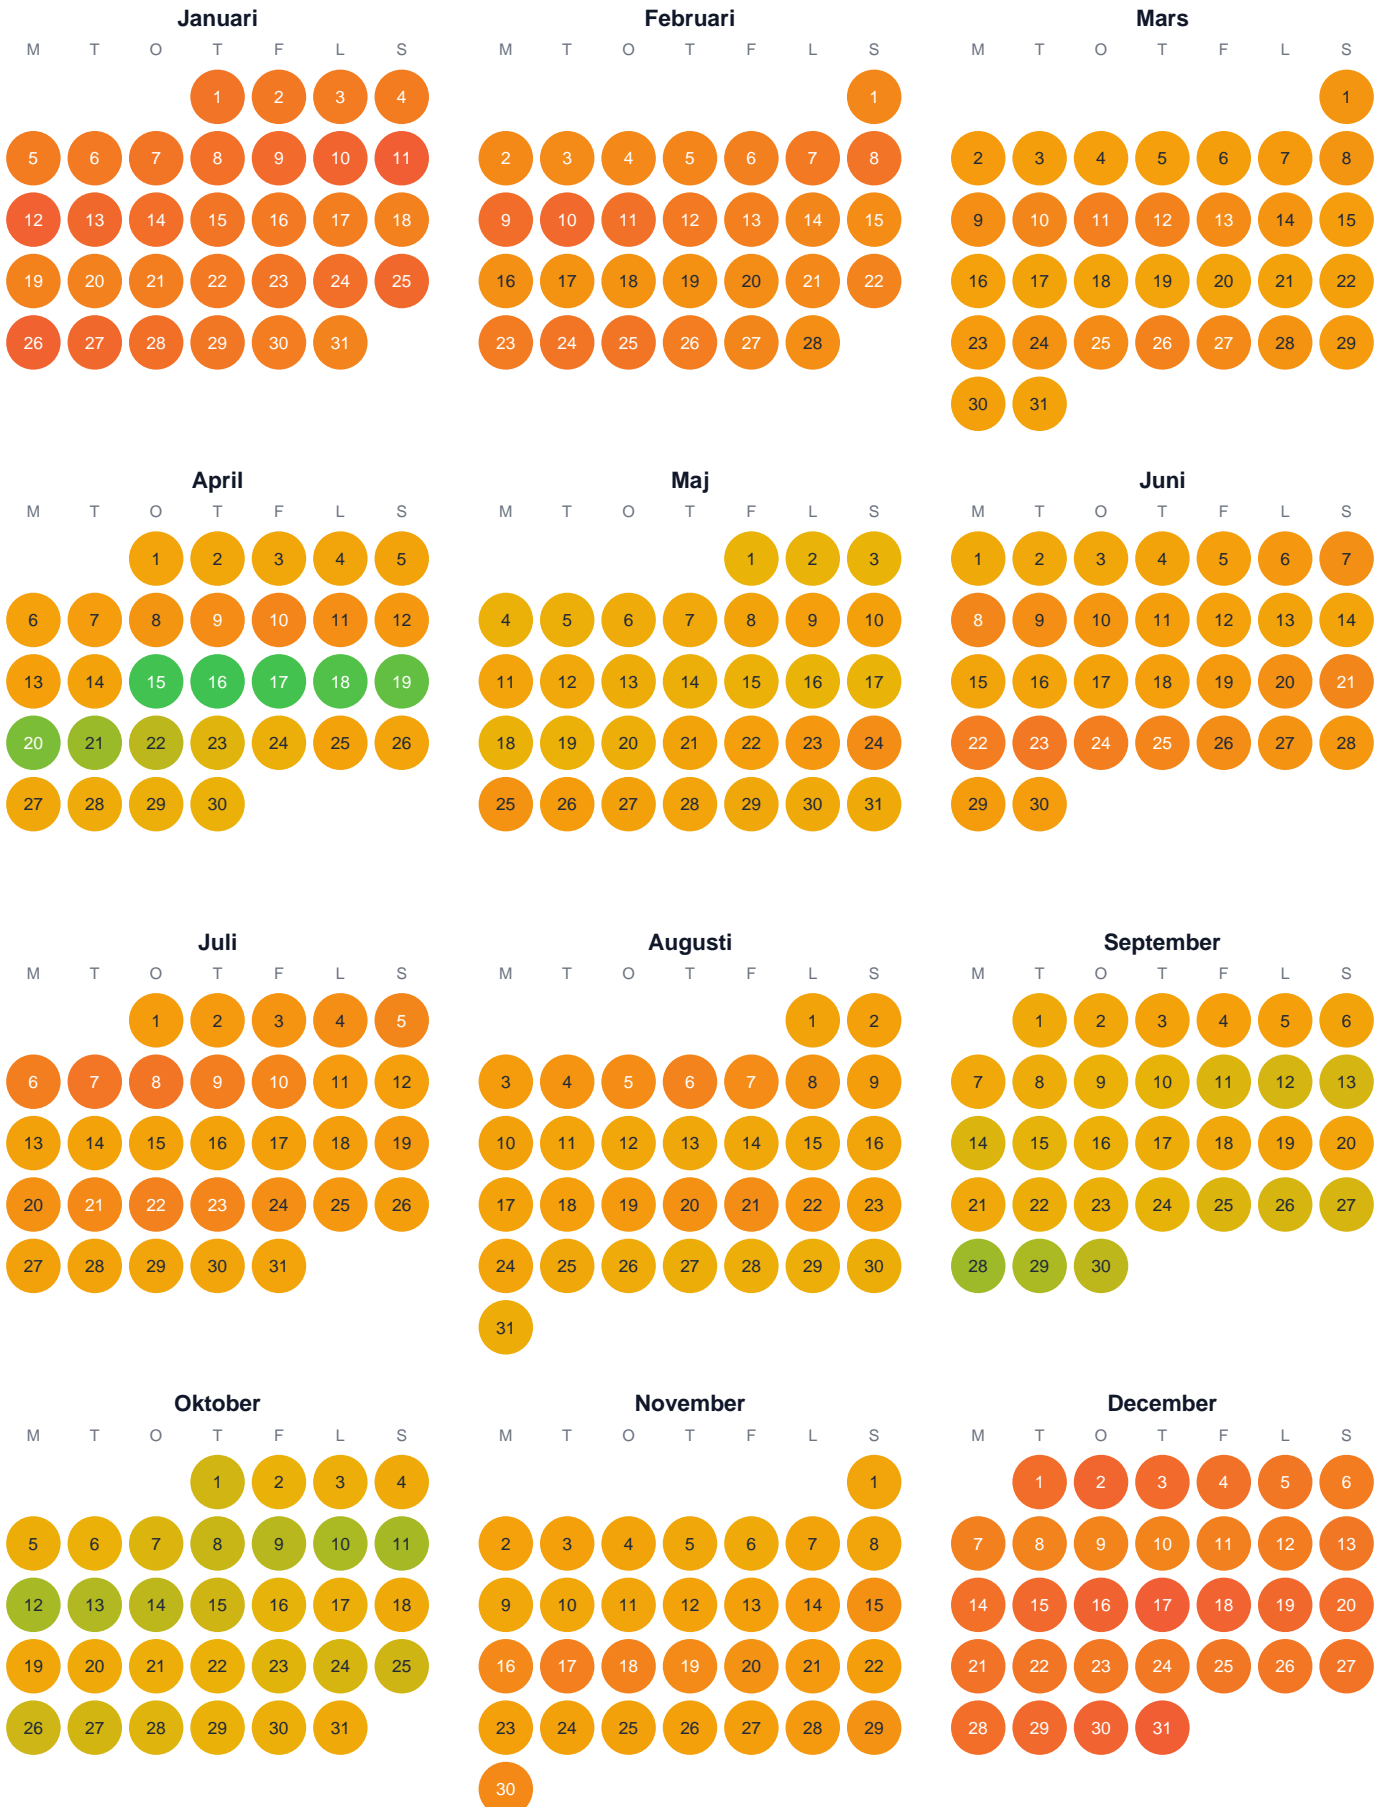 Januari Februari Mars
M T O T F L S M T O T F L S M T O T F L S
1 2 3 4 1 1
5 6 7 8 9 10 11 2 3 4 5 6 7 8 2 3 4 5 6 7 8
12 13 14 15 16 17 18 9 10 11 12 13 14 15 9 10 11 12 13 14 15
19 20 21 22 23 24 25 16 17 18 19 20 21 22 16 17 18 19 20 21 22
26 27 28 29 30 31 23 24 25 26 27 28 23 24 25 26 27 28 29
30 31
April Maj Juni
M T O T F L S M T O T F L S M T O T F L S
1 2 3 4 5 1 2 3 1 2 3 4 5 6 7
6 7 8 9 10 11 12 4 5 6 7 8 9 10 8 9 10 11 12 13 14
13 14 15 16 17 18 19 11 12 13 14 15 16 17 15 16 17 18 19 20 21
20 21 22 23 24 25 26 18 19 20 21 22 23 24 22 23 24 25 26 27 28
27 28 29 30 25 26 27 28 29 30 31 29 30
Juli Augusti September
M T O T F L S M T O T F L S M T O T F L S
1 2 3 4 5 1 2 1 2 3 4 5 6
6 7 8 9 10 11 12 3 4 5 6 7 8 9 7 8 9 10 11 12 13
13 14 15 16 17 18 19 10 11 12 13 14 15 16 14 15 16 17 18 19 20
20 21 22 23 24 25 26 17 18 19 20 21 22 23 21 22 23 24 25 26 27
27 28 29 30 31 24 25 26 27 28 29 30 28 29 30
31
Oktober November December
M T O T F L S M T O T F L S M T O T F L S
1 2 3 4 1 1 2 3 4 5 6
5 6 7 8 9 10 11 2 3 4 5 6 7 8 7 8 9 10 11 12 13
12 13 14 15 16 17 18 9 10 11 12 13 14 15 14 15 16 17 18 19 20
19 20 21 22 23 24 25 16 17 18 19 20 21 22 21 22 23 24 25 26 27
26 27 28 29 30 31 23 24 25 26 27 28 29 28 29 30 31
30